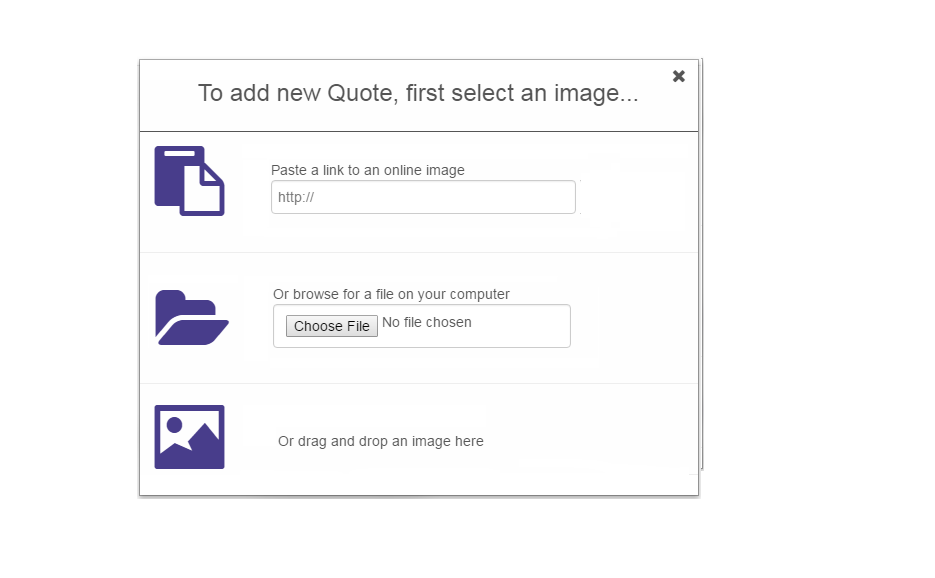 To add new Quote, first select an image...
Paste a link to an online image
http://
Or browse for a file on your computer
Choose File No file chosen
Or drag and drop an image here